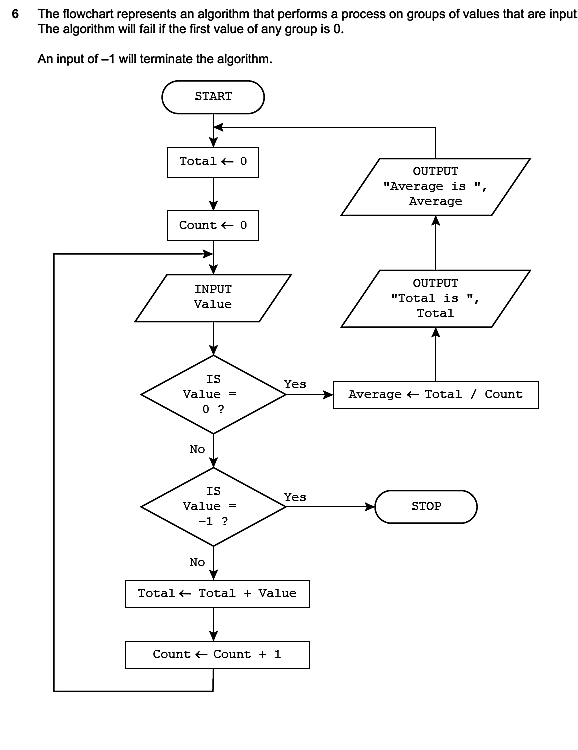 6 The flowchart represents an algorithm that performs a process on groups of values that are input
The algorithm will fail if the first value of any group is 0.
An input of –1 will terminate the algorithm.
START
Total ← 0
Count ← 0
INPUT
Value
IS
Value =
0 ?
Yes
No
Average ← Total / Count
OUTPUT
"Total is ",
Total
OUTPUT
"Average is ",
Average
IS
Value =
–1 ?
Yes
STOP
No
Total ← Total + Value
Count ← Count + 1